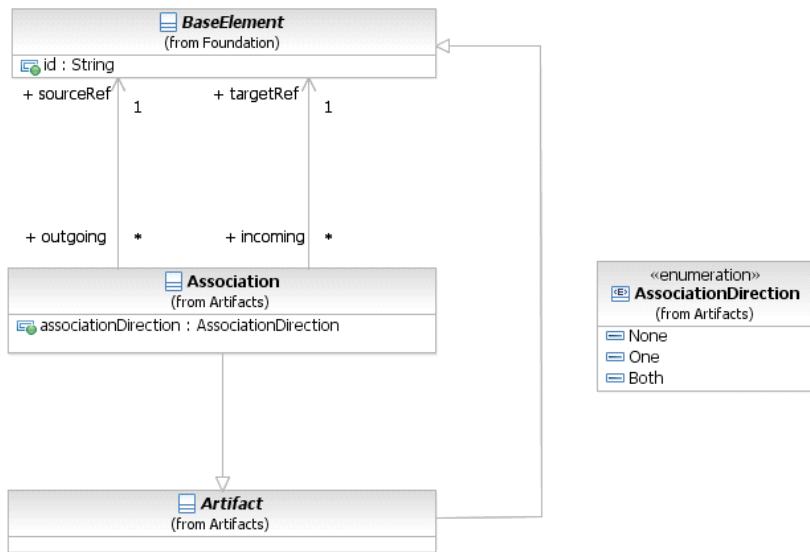 BaseElement
(from Foundation)
id : String
+ sourceRef
1
+ targetRef
1
+ outgoing
*
+ incoming
*
Association
(from Artifacts)
associationDirection : AssociationDirection
«enumeration»
AssociationDirection
(from Artifacts)
None
One
Both
Artifact
(from Artifacts)